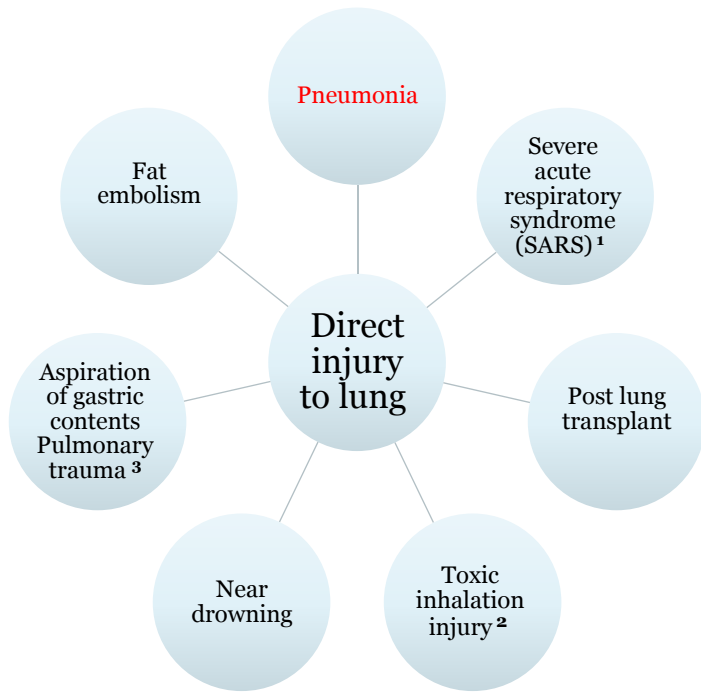 Pneumonia
Severe
acute
respiratory
syndrome
(SARS) 1
Post lung
transplant
Toxic
inhalation
injury 2
Near
drowning
Aspiration
of gastric
contents
Pulmonary
trauma 3
Fat
embolism
Direct
injury
to lung